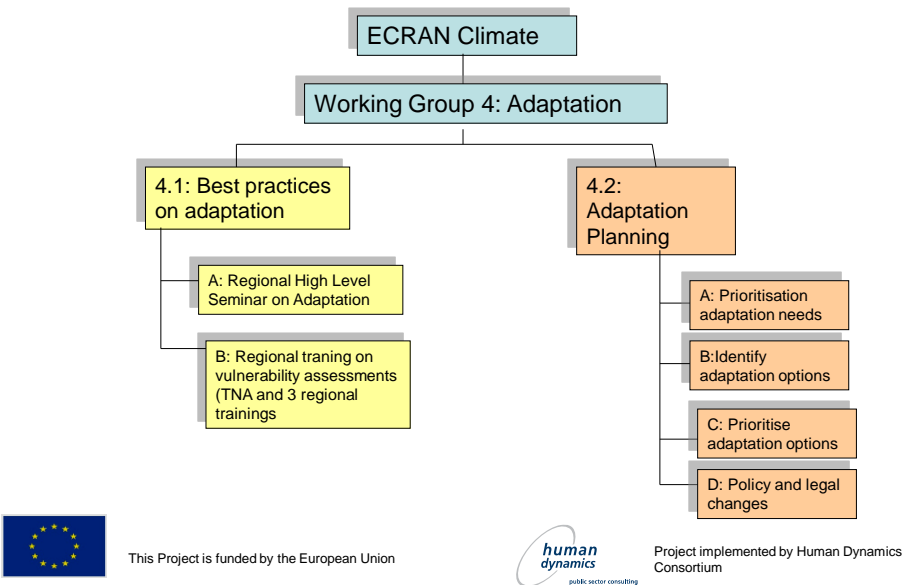 ECRAN Climate
Working Group 4: Adaptation
4.1: Best practices
on adaptation
A: Regional High Level
Seminar on Adaptation
B: Regional traning on
vulnerability assessments
(TNA and 3 regional
trainings
4.2:
Adaptation
Planning
A: Prioritisation
adaptation needs
B:Identify
adaptation options
C: Prioritise
adaptation options
D: Policy and legal
changes
This Project is funded by the European Union
human
dynamics
public sector consulting
Project implemented by Human Dynamics
Consortium